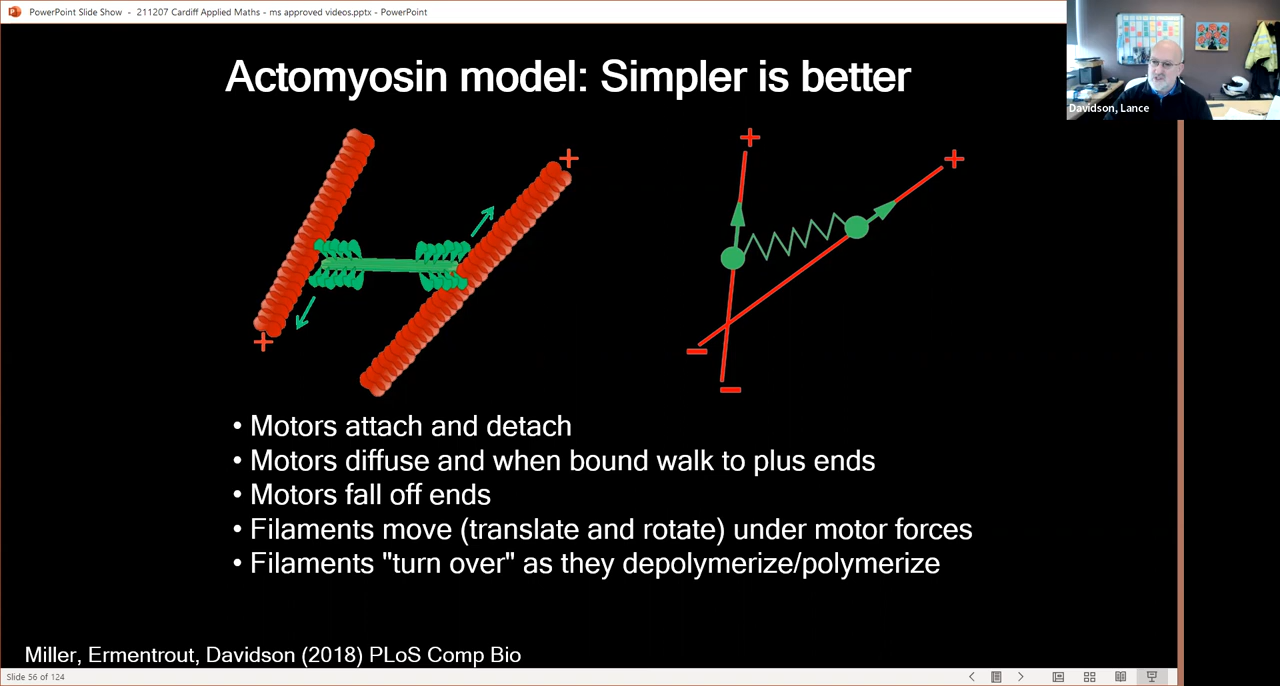 PowerPoint Slide Show - 211207 Cardiff Applied Maths - ms approved videos.pptx - PowerPoint
Davidson, Lance
Actomyosin model: Simpler is better
+
+
+
+
−
−
• Motors attach and detach
• Motors diffuse and when bound walk to plus ends
• Motors fall off ends
• Filaments move (translate and rotate) under motor forces
• Filaments "turn over" as they depolymerize/polymerize
Miller, Ermentrout, Davidson (2018) PLoS Comp Bio
Slide 56 of 124